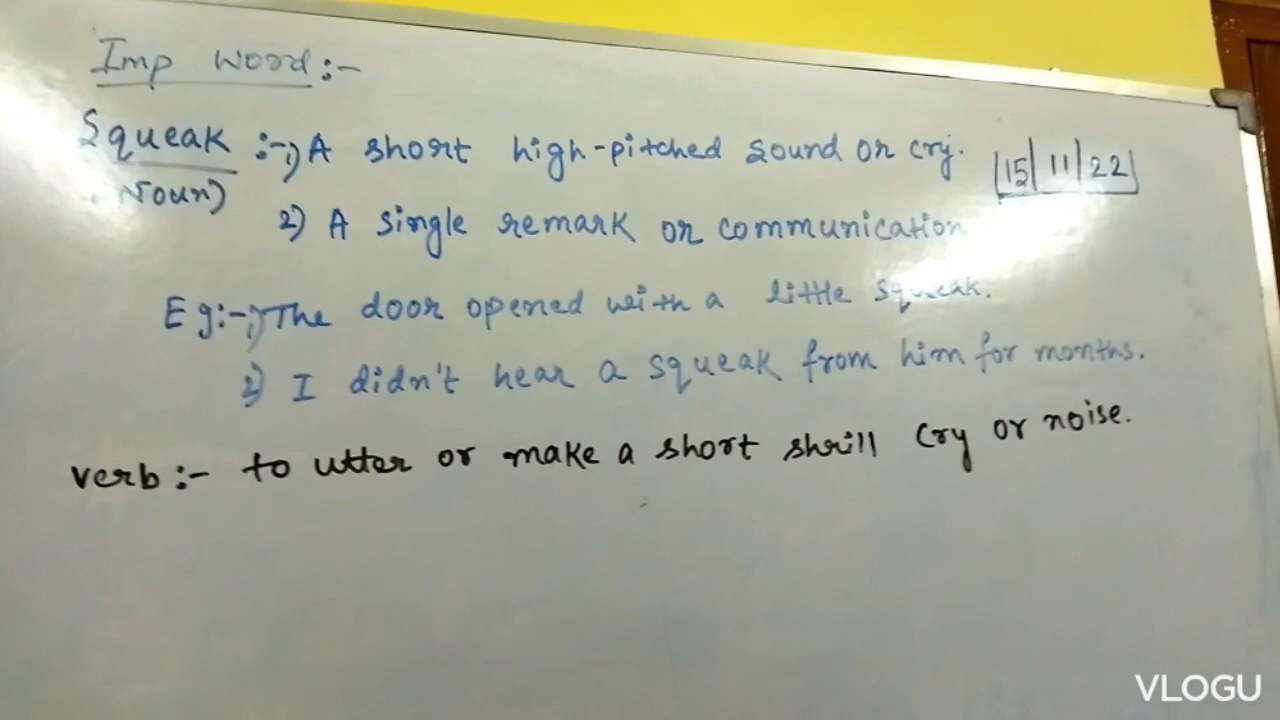 Imp word:-
Squeak :-1) A short high-pitched sound or cry. |15|11|22|
(Noun)
2) A single remark or communication
Eg:-1) The door opened with a little squeak.
2) I didn't hear a squeak from him for months.
verb:- to utter or make a short shrill cry or noise.
VLOGU